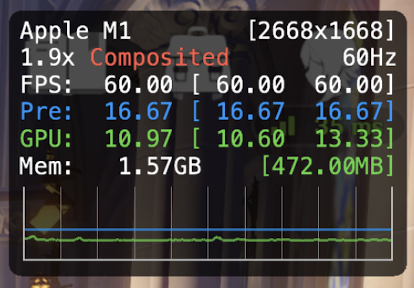 Apple M1 [2668x1668]
1.9x Composited 60Hz
FPS: 60.00 [ 60.00 60.00]
Pre: 16.67 [ 16.67 16.67]
GPU: 10.97 [ 10.60 13.33]
Mem: 1.57GB [472.00MB]